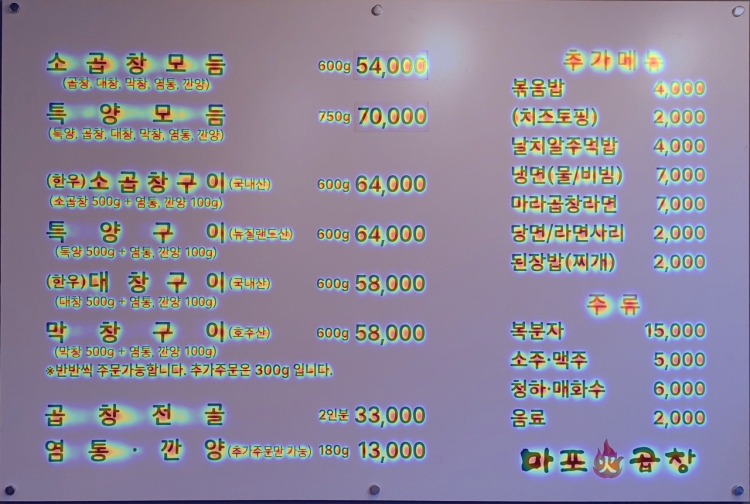 소곱창모둠 600g 54,000
(곱창, 대창, 막창, 염통, 깐양)
특양모둠 750g 70,000
(특양, 곱창, 대창, 막창, 염통, 깐양)
(한우)소곱창구이(국내산) 600g 64,000
(소곱창 500g + 염통, 깐양 100g)
특양구이(뉴질랜드산) 600g 64,000
(특양 500g + 염통, 깐양 100g)
(한우)대창구이(국내산) 600g 58,000
(대창 500g + 염통, 깐양 100g)
막창구이(호주산) 600g 58,000
(막창 500g + 염통, 깐양 100g)
※반반씩 주문가능합니다. 추가주문은 300g 입니다.
곱창전골 2인분 33,000
염통·깐양(추가주문만 가능) 180g 13,000
추가메뉴
볶음밥 4,000
(치즈토핑) 2,000
날치알주먹밥 4,000
냉면(물/비빔) 7,000
마라곱창라면 7,000
당면/라면사리 2,000
된장밥(찌개) 2,000
주류
복분자 15,000
소주·맥주 5,000
청하·매화수 6,000
음료 2,000
마포火곱창